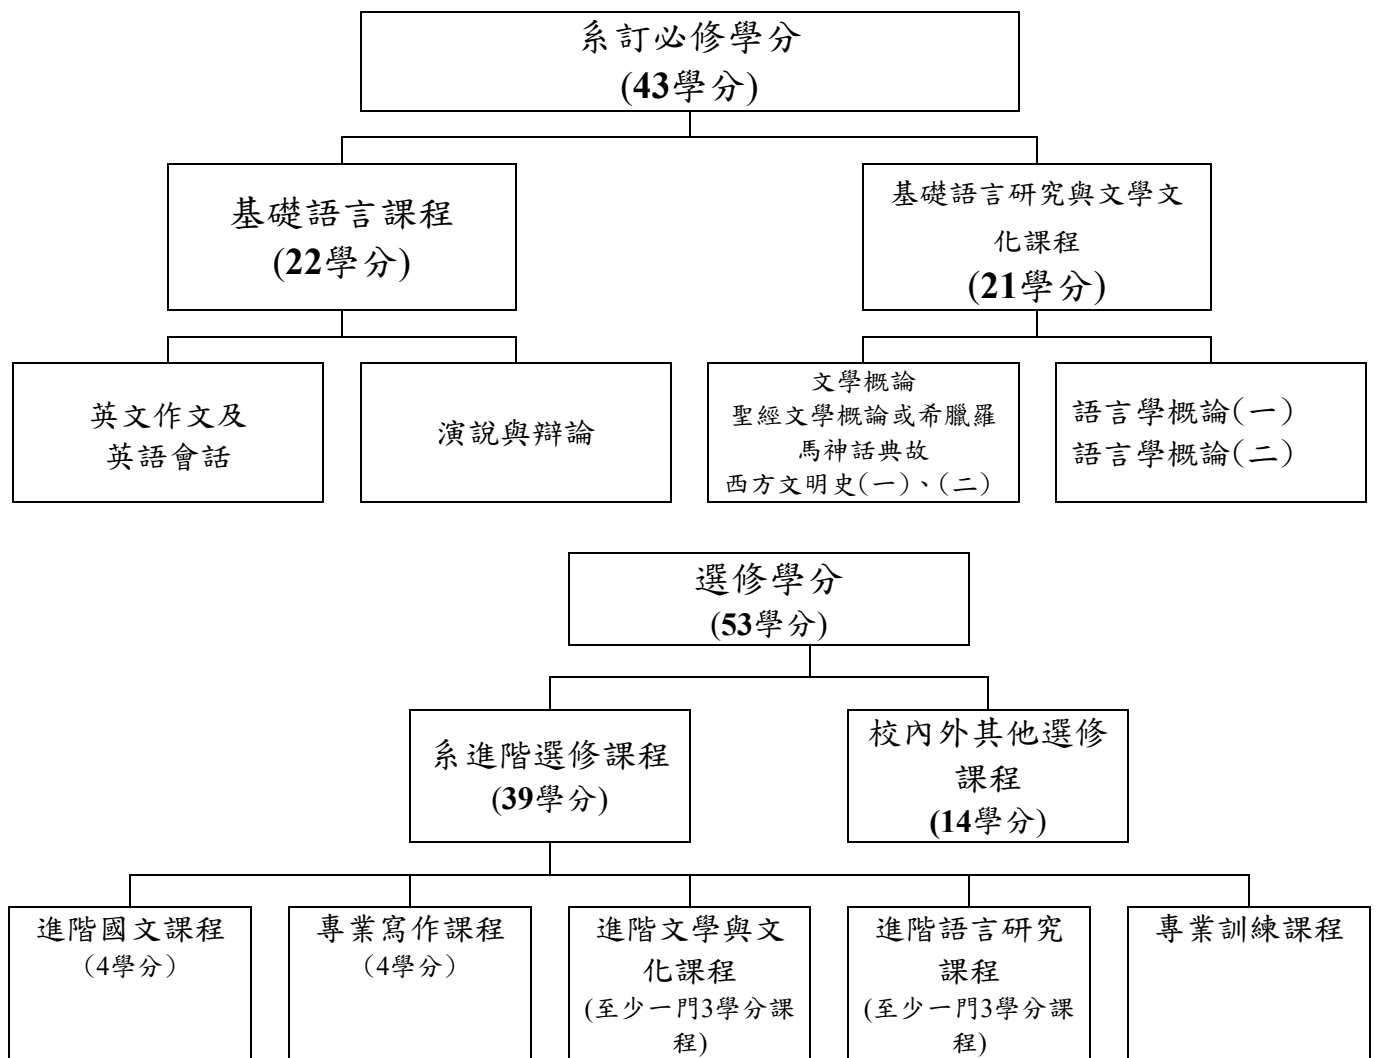 系訂必修學分
(43學分)
基礎語言課程
(22學分)
基礎語言研究與文學文
化課程
(21學分)
英文作文及
英語會話
演說與辯論
文學概論
聖經文學概論或希臘羅
馬神話典故
西方文明史(一)、(二)
語言學概論(一)
語言學概論(二)
選修學分
(53學分)
系進階選修課程
(39學分)
校內外其他選修
課程
(14學分)
進階國文課程
（4學分）
專業寫作課程
（4學分）
進階文學與文
化課程
(至少一門3學分課
程)
進階語言研究
課程
(至少一門3學分課
程)
專業訓練課程